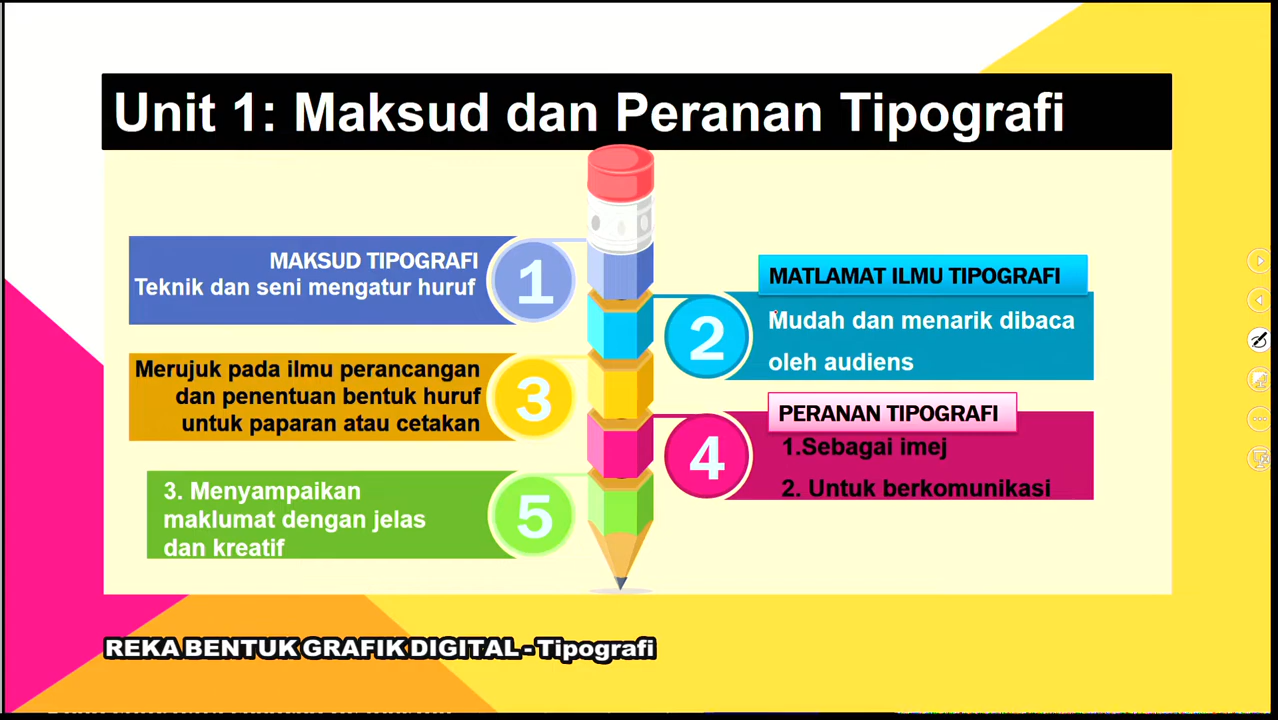 Unit 1: Maksud dan Peranan Tipografi
MAKSUD TIPOGRAFI
Teknik dan seni mengatur huruf
1
MATLAMAT ILMU TIPOGRAFI
2
Mudah dan menarik dibaca
oleh audiens
Merujuk pada ilmu perancangan
dan penentuan bentuk huruf
untuk paparan atau cetakan
3
PERANAN TIPOGRAFI
4
1.Sebagai imej
2. Untuk berkomunikasi
3. Menyampaikan
maklumat dengan jelas
dan kreatif
5
REKA BENTUK GRAFIK DIGITAL - Tipografi